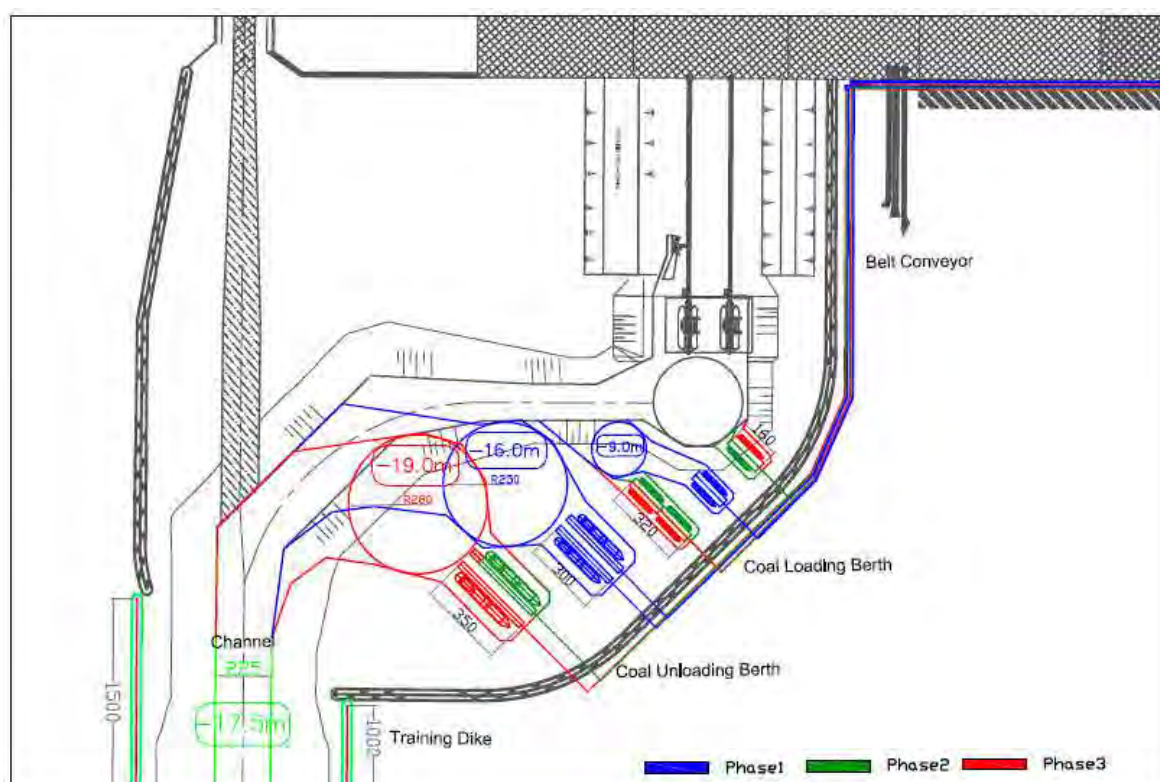 Belt Conveyor
160
-9.0m
-16.0m
R230
-19.0m
R280
320
300
350
Coal Loading Berth
Coal Unloading Berth
Channel
225
-17.5m
1500
1000
Training Dike
Phase1
Phase2
Phase3